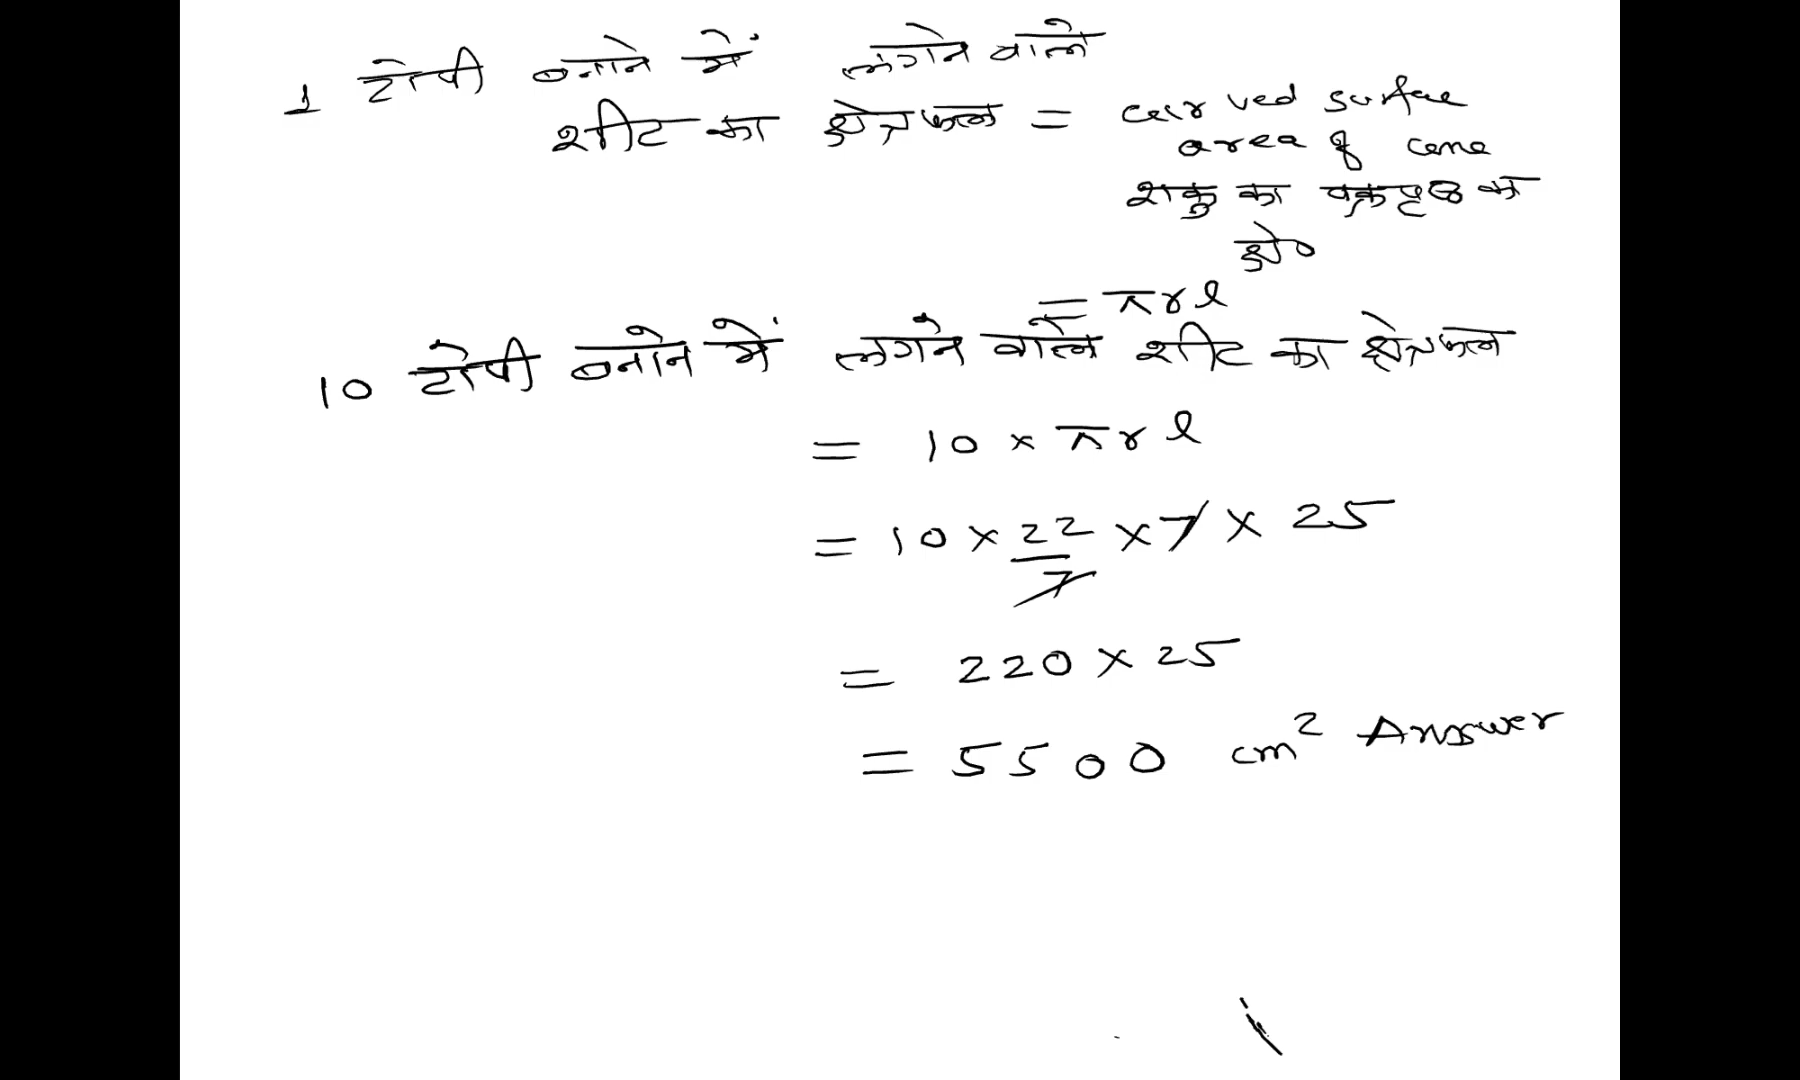 1 टोपी बनाने में लगने वाले
शीट का क्षेत्रफल = curved surface
area of cone
शंकु का वक्रपृष्ठ का
क्षे०
= πrl
10 टोपी बनाने में लगने वाले शीट का क्षेत्रफल
= 10 × πrl
= 10 × 22/7 × 7 × 25
= 220 × 25
= 5500 cm² Answer